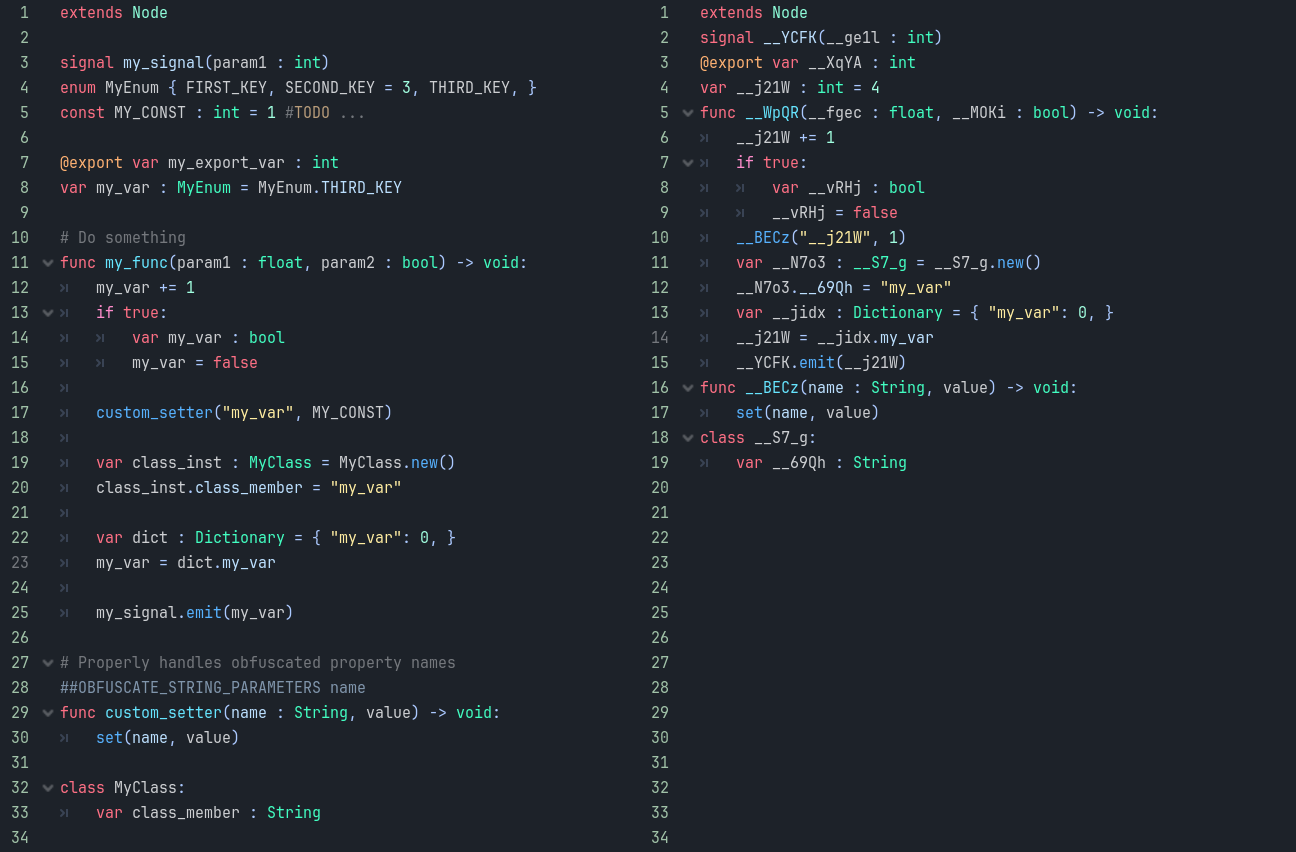 1 extends Node
2
3 signal my_signal(param1 : int)
4 enum MyEnum { FIRST_KEY, SECOND_KEY = 3, THIRD_KEY, }
5 const MY_CONST : int = 1 #TODO ...
6
7 @export var my_export_var : int
8 var my_var : MyEnum = MyEnum.THIRD_KEY
9
10 # Do something
11 func my_func(param1 : float, param2 : bool) -> void:
12 my_var += 1
13 if true:
14 var my_var : bool
15 my_var = false
16
17 custom_setter("my_var", MY_CONST)
18
19 var class_inst : MyClass = MyClass.new()
20 class_inst.class_member = "my_var"
21
22 var dict : Dictionary = { "my_var": 0, }
23 my_var = dict.my_var
24
25 my_signal.emit(my_var)
26
27 # Properly handles obfuscated property names
28 ##OBFUSCATE_STRING_PARAMETERS name
29 func custom_setter(name : String, value) -> void:
30 set(name, value)
31
32 class MyClass:
33 var class_member : String
34
1 extends Node
2 signal __YCFK(__ge1l : int)
3 @export var __XqYA : int
4 var __j21W : int = 4
5 func __WpQR(__fgec : float, __MOKi : bool) -> void:
6 __j21W += 1
7 if true:
8 var __vRHj : bool
9 __vRHj = false
10 __BECz("__j21W", 1)
11 var __N7o3 : __S7_g = __S7_g.new()
12 __N7o3.__69Qh = "my_var"
13 var __jidx : Dictionary = { "my_var": 0, }
14 __j21W = __jidx.my_var
15 __YCFK.emit(__j21W)
16 func __BECz(name : String, value) -> void:
17 set(name, value)
18 class __S7_g:
19 var __69Qh : String
20
21
22
23
24
25
26
27
28
29
30
31
32
33
34